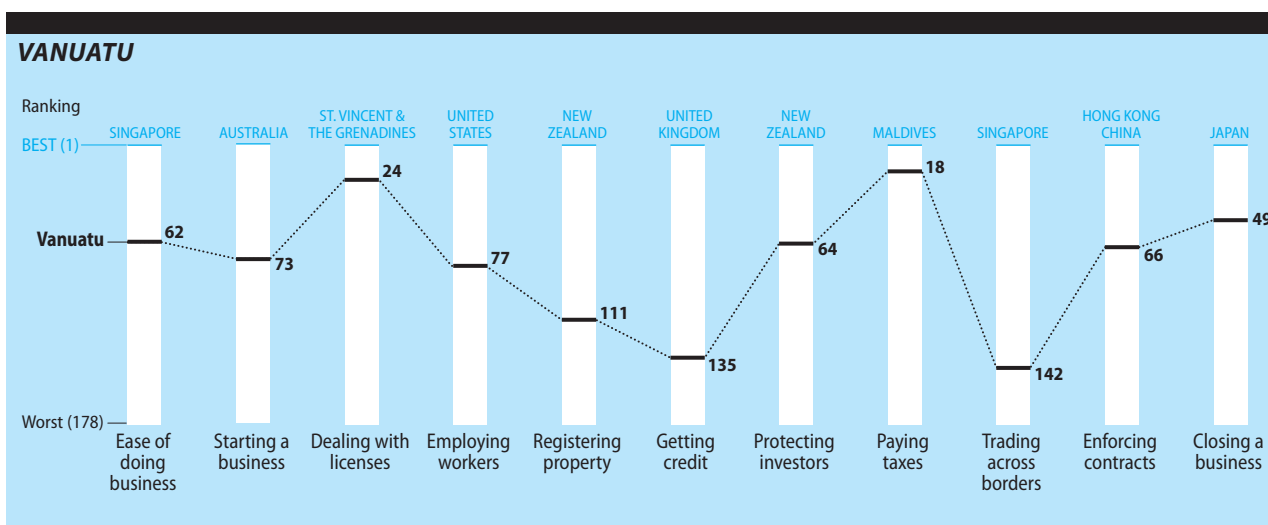 VANUATU
Ranking
BEST (1)
SINGAPORE
AUSTRALIA
ST. VINCENT &
THE GRENADINES
UNITED
STATES
NEW
ZEALAND
UNITED
KINGDOM
NEW
ZEALAND
MALDIVES
SINGAPORE
HONG KONG
CHINA
JAPAN
Vanuatu
62
73
24
77
111
135
64
18
142
66
49
Worst (178)
Ease of
doing
business
Starting a
business
Dealing with
licenses
Employing
workers
Registering
property
Getting
credit
Protecting
investors
Paying
taxes
Trading
across
borders
Enforcing
contracts
Closing a
business